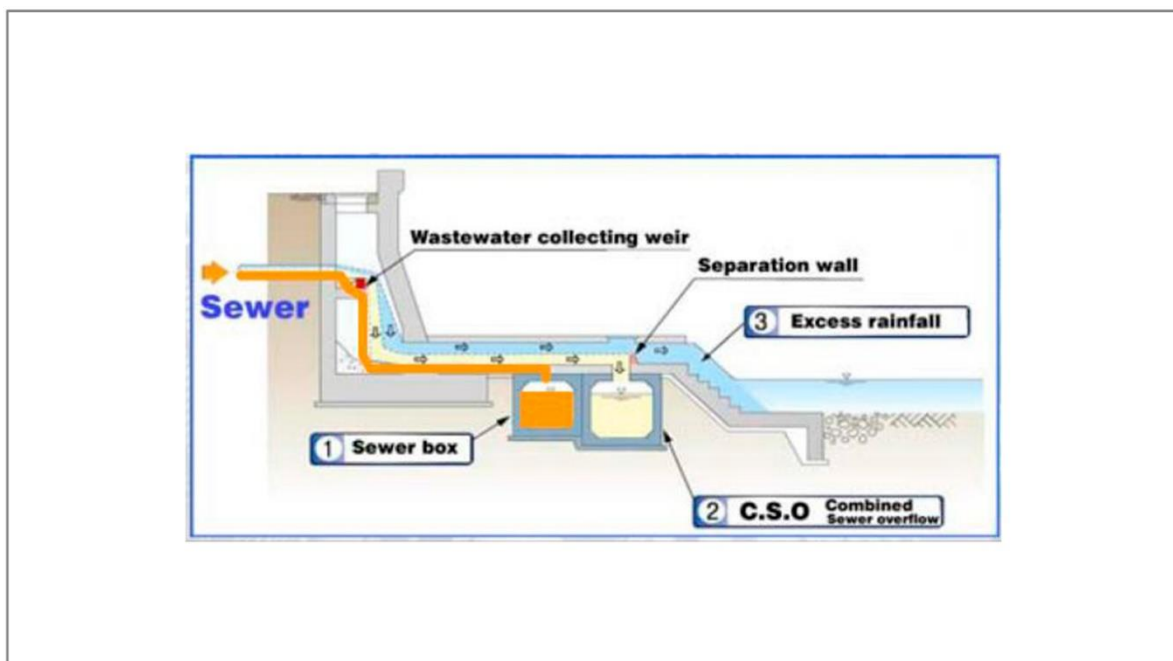 Wastewater collecting weir
Separation wall
Sewer
3 Excess rainfall
1 Sewer box
2 C.S.O Combined
Sewer overflow